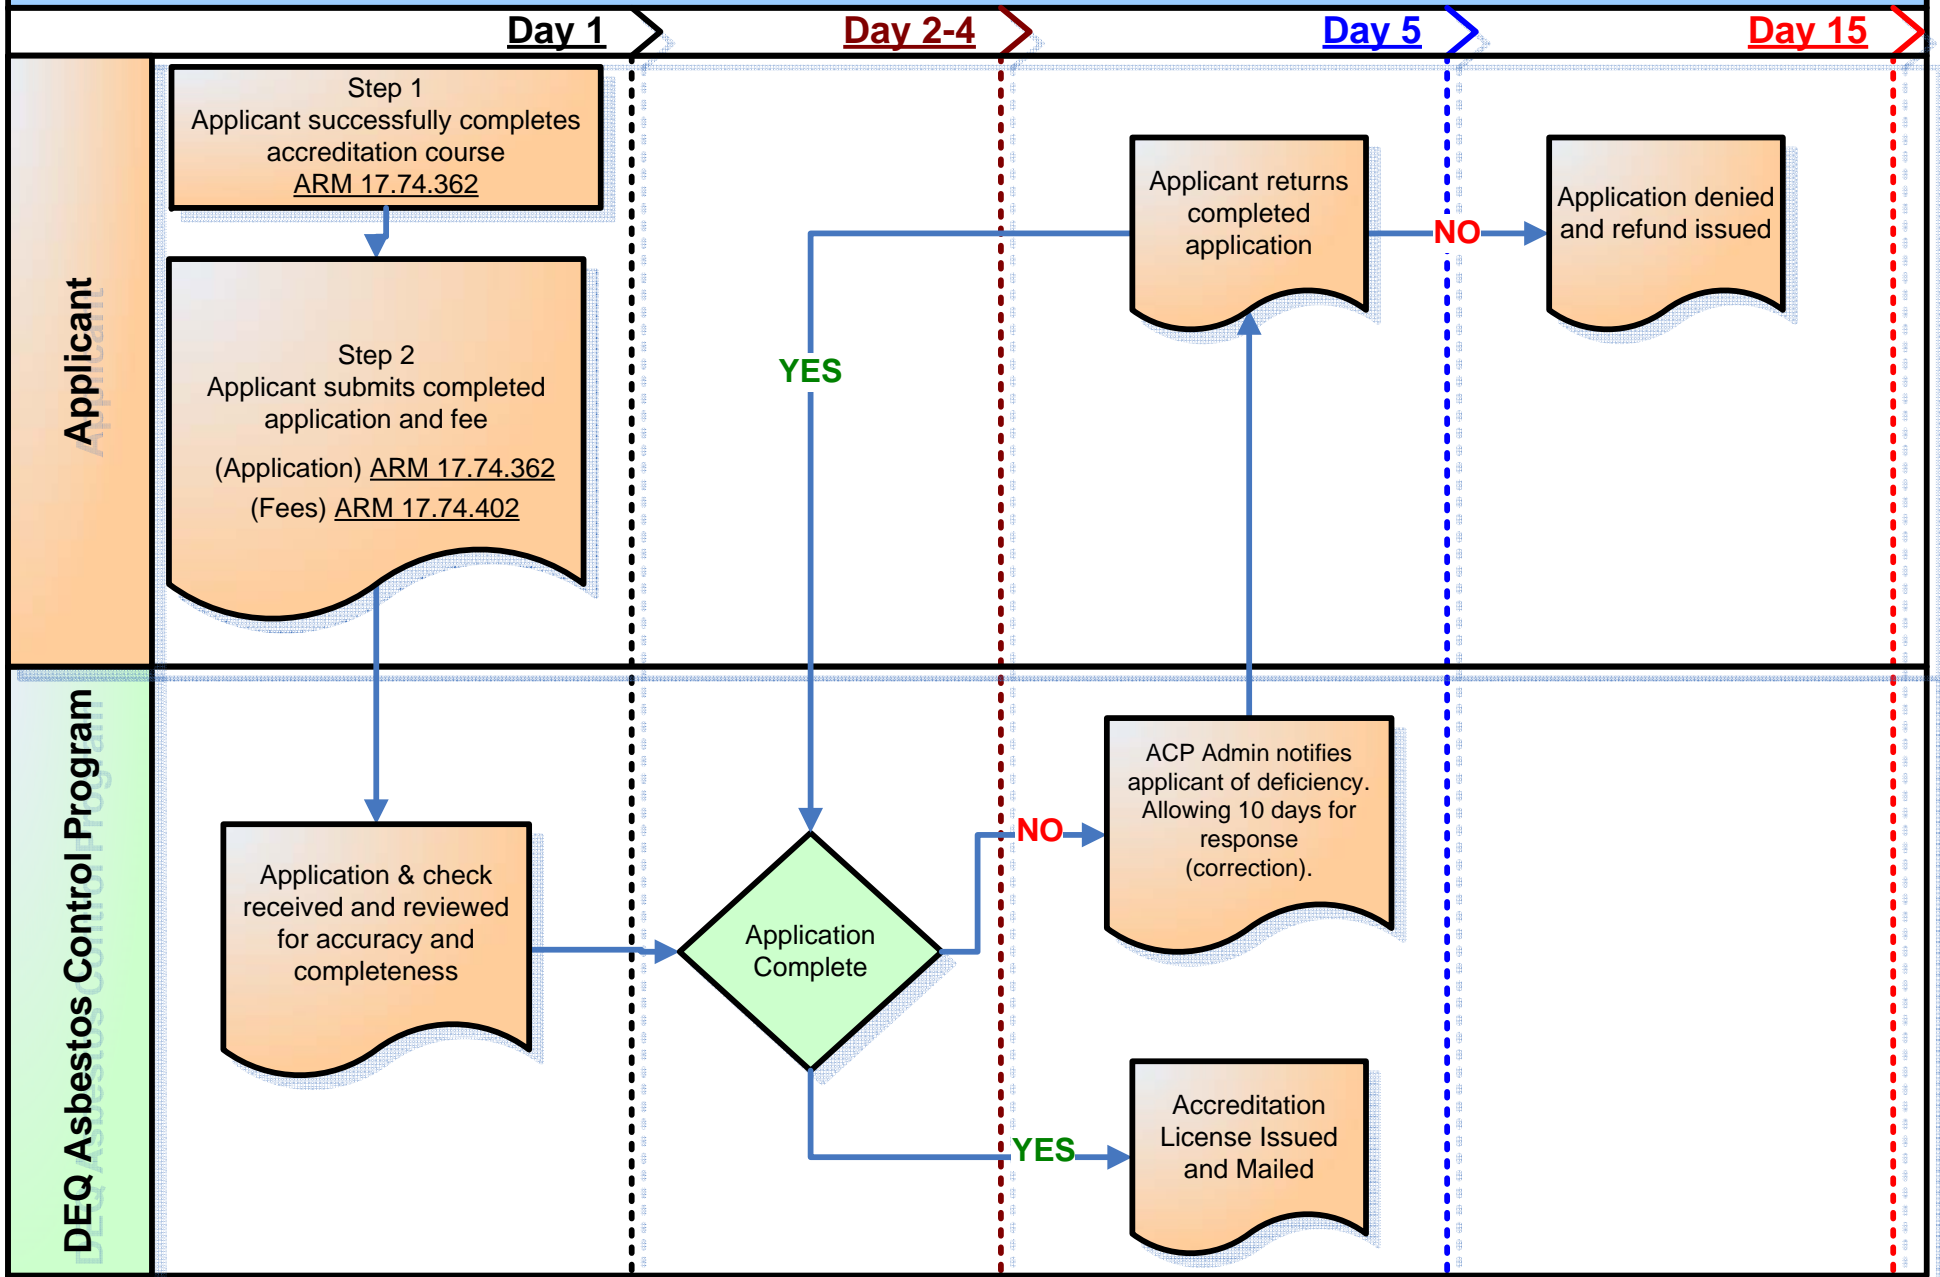 Day 1
Day 2-4
Day 5
Day 15
Applicant
Step 1
Applicant successfully completes
accreditation course
ARM 17.74.362
Step 2
Applicant submits completed
application and fee
(Application) ARM 17.74.362
(Fees) ARM 17.74.402
YES
Applicant returns
completed
application
NO
Application denied
and refund issued
DEQ Asbestos Control Program
Application & check
received and reviewed
for accuracy and
completeness
Application
Complete
NO
ACP Admin notifies
applicant of deficiency.
Allowing 10 days for
response
(correction).
YES
Accreditation
License Issued
and Mailed